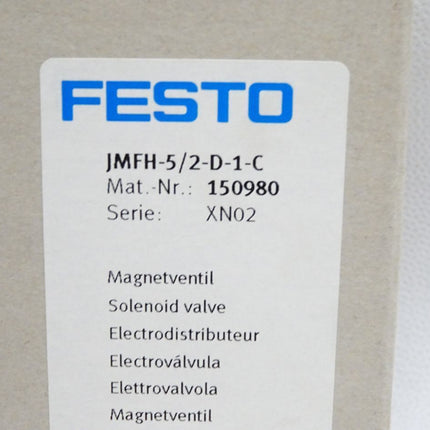 FESTO
JMFH-5/2-D-1-C
Mat.-Nr.: 150980
Serie: XN02
Magnetventil
Solenoid valve
Electrodistributeur
Electroválvula
Elettrovalvola
Magnetventil